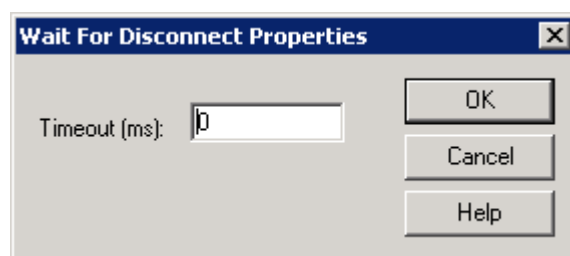 Wait For Disconnect Properties
OK
Timeout (ms): 0
Cancel
Help